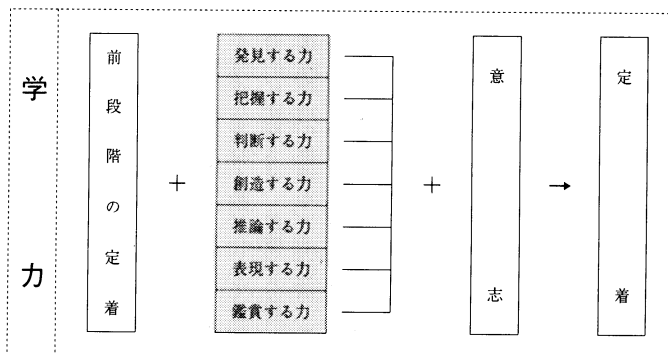 学力
前段階の定着
+
発見する力
把握する力
判断する力
創造する力
推論する力
表現する力
鑑賞する力
+
意志
→
定着